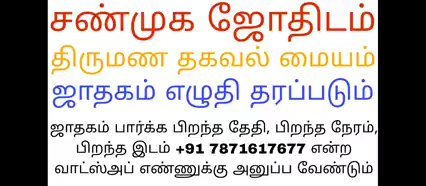 சண்முக ஜோதிடம்
திருமண தகவல் மையம்
ஜாதகம் எழுதி தரப்படும்
ஜாதகம் பார்க்க பிறந்த தேதி, பிறந்த நேரம்,
பிறந்த இடம் +91 7871617677 என்ற
வாட்ஸ்அப் எண்ணுக்கு அனுப்ப வேண்டும்